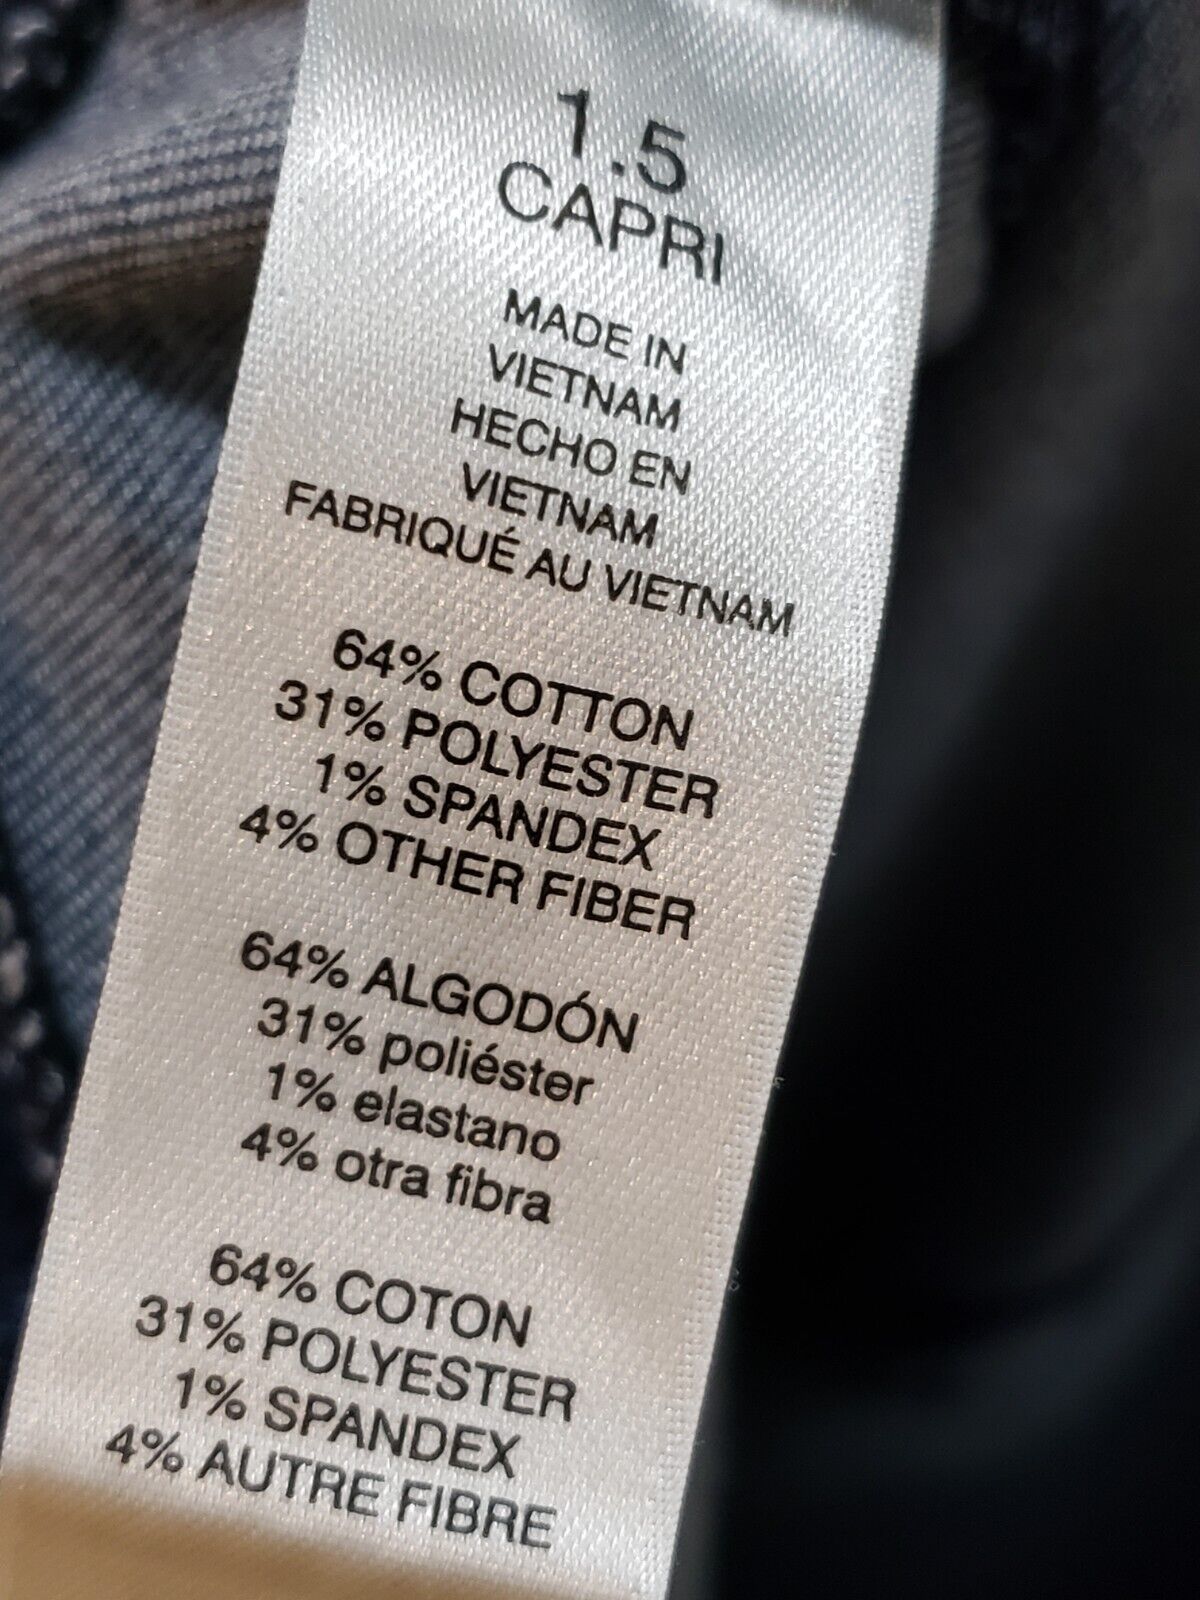 1.5
CAPRI
MADE IN
VIETNAM
HECHO EN
VIETNAM
FABRIQUÉ AU VIETNAM
64% COTTON
31% POLYESTER
1% SPANDEX
4% OTHER FIBER
64% ALGODÓN
31% poliéster
1% elastano
4% otra fibra
64% COTON
31% POLYESTER
1% SPANDEX
4% AUTRE FIBRE